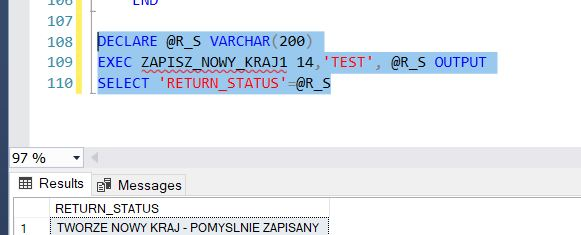 106 END
107
108 DECLARE @R_S VARCHAR(200)
109 EXEC ZAPISZ_NOWY_KRAJ1 14,'TEST', @R_S OUTPUT
110 SELECT 'RETURN_STATUS'=@R_S
97 %
Results Messages
RETURN_STATUS
1 TWORZE NOWY KRAJ - POMYSLNIE ZAPISANY